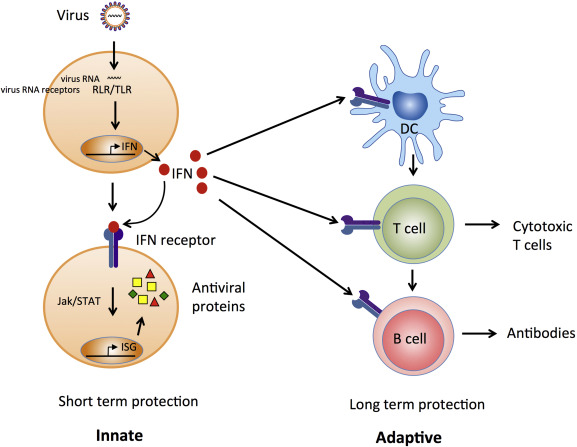 Virus
virus RNA
virus RNA receptors RLR/TLR
IFN
IFN
IFN receptor
Jak/STAT
Antiviral
proteins
ISG
Short term protection
Innate
DC
T cell
Cytotoxic
T cells
B cell
Antibodies
Long term protection
Adaptive